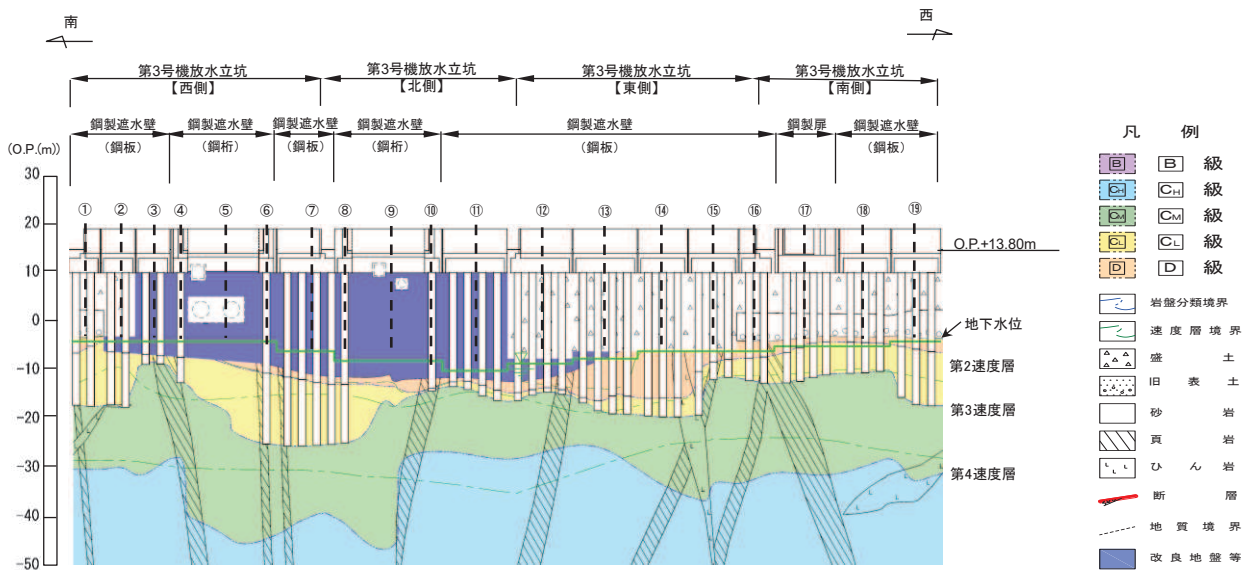 南
西
第3号機放水立坑
【西側】
第3号機放水立坑
【北側】
第3号機放水立坑
【東側】
第3号機放水立坑
【南側】
鋼製遮水壁
(鋼板)
鋼製遮水壁
(鋼桁)
鋼製遮水壁
(鋼板)
鋼製遮水壁
(鋼桁)
鋼製遮水壁
(鋼板)
鋼製扉
鋼製遮水壁
(鋼板)
(O.P.(m))
30
20
10
0
-10
-20
-30
-40
-50
① ② ③ ④ ⑤ ⑥ ⑦ ⑧ ⑨ ⑩ ⑪ ⑫ ⑬ ⑭ ⑮ ⑯ ⑰ ⑱ ⑲
O.P.+13.80m
地下水位
第2速度層
第3速度層
第4速度層
凡 例
B B 級
CH CH 級
CM CM 級
CL CL 級
D D 級
岩盤分類境界
速度層境界
盛土
旧表土
砂岩
頁岩
ひん岩
断層
地質境界
改良地盤等